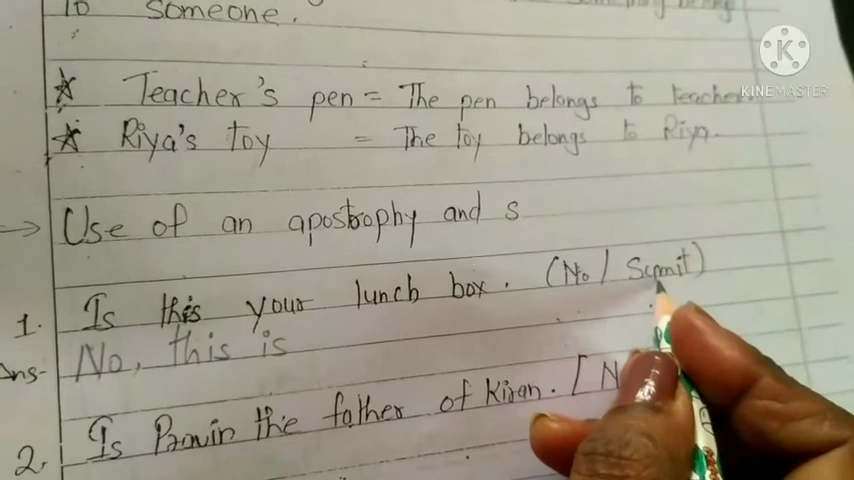 To someone.
K
KINEMASTER
★ Teacher's pen = The pen belongs to teacher
★ Riya's toy = The toy belongs to Riya.
→ Use of an apostrophy and s
1. Is this your lunch box. (No / Sumit)
Ans- No, this is
2. Is Pravin the father of Kiran. [N